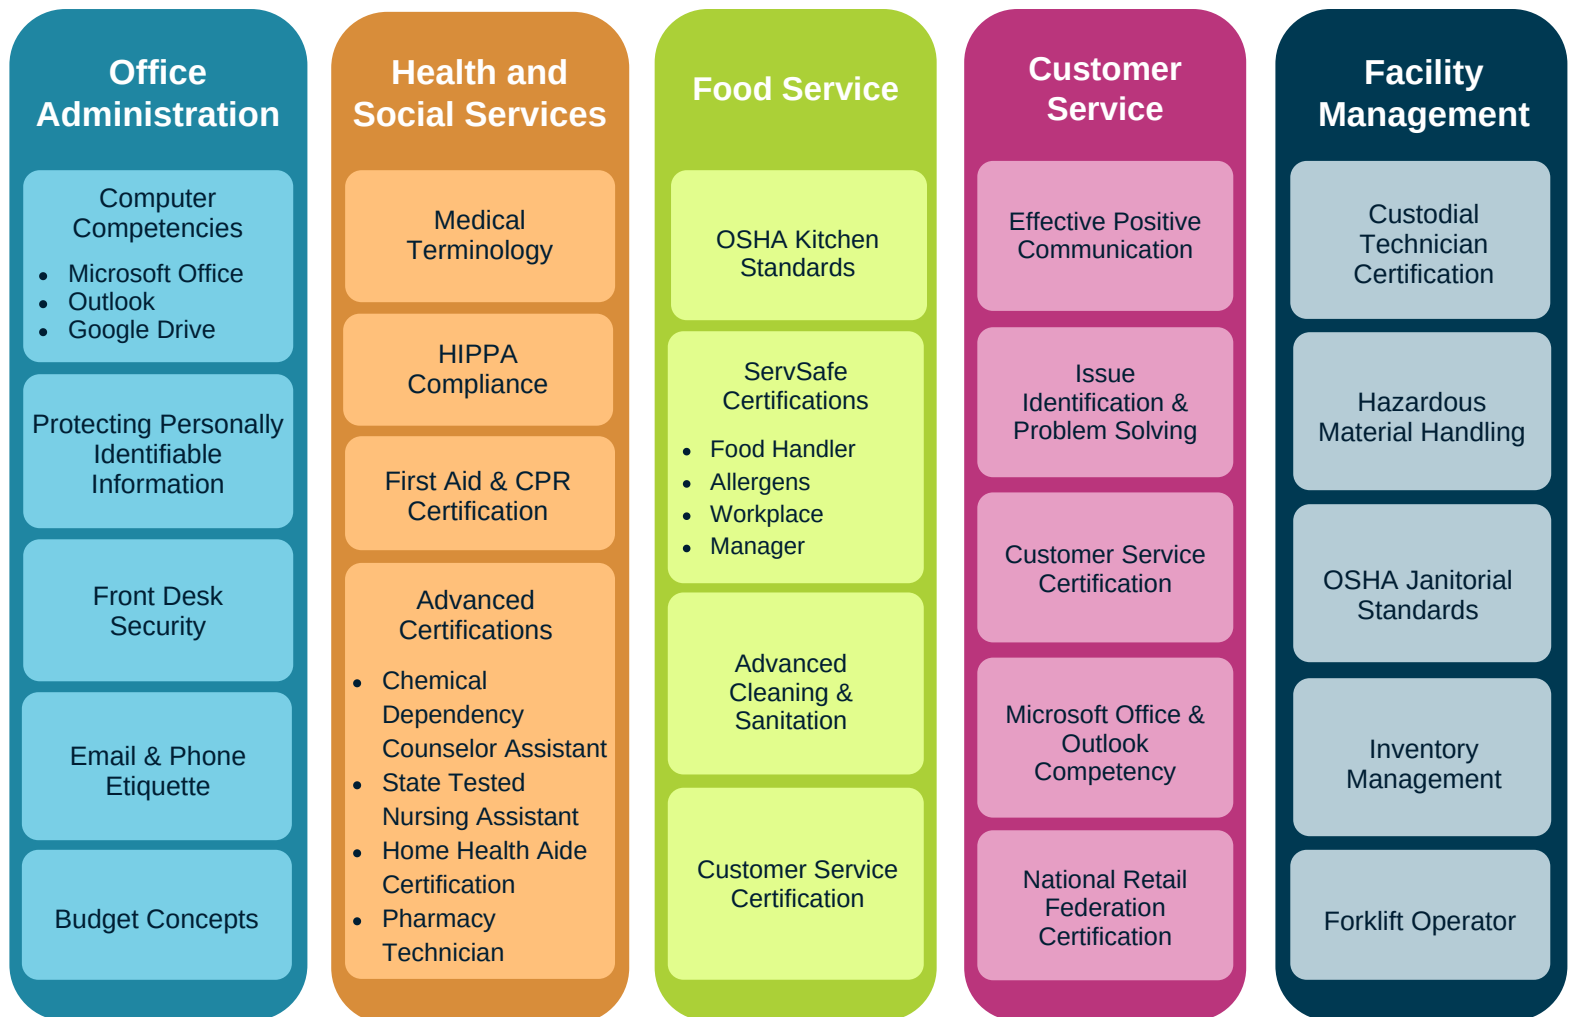 Office
Administration
Computer
Competencies
• Microsoft Office
• Outlook
• Google Drive
Protecting Personally
Identifiable
Information
Front Desk
Security
Email & Phone
Etiquette
Budget Concepts
Health and
Social Services
Medical
Terminology
HIPPA
Compliance
First Aid & CPR
Certification
Advanced
Certifications
• Chemical
Dependency
Counselor Assistant
• State Tested
Nursing Assistant
• Home Health Aide
Certification
• Pharmacy
Technician
Food Service
OSHA Kitchen
Standards
ServSafe
Certifications
• Food Handler
• Allergens
• Workplace
• Manager
Advanced
Cleaning &
Sanitation
Customer Service
Certification
Customer
Service
Effective Positive
Communication
Issue
Identification &
Problem Solving
Customer Service
Certification
Microsoft Office &
Outlook
Competency
National Retail
Federation
Certification
Facility
Management
Custodial
Technician
Certification
Hazardous
Material Handling
OSHA Janitorial
Standards
Inventory
Management
Forklift Operator